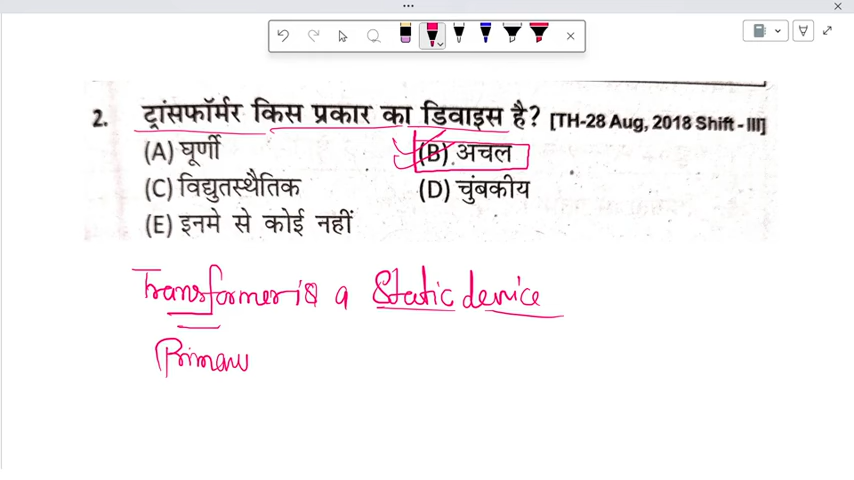 2. ट्रांसफॉर्मर किस प्रकार का डिवाइस है? [TH-28 Aug, 2018 Shift - III]
(A) घूर्णी (B) अचल
(C) विद्युतस्थैतिक (D) चुंबकीय
(E) इनमे से कोई नहीं
Transformer is a Static device
Primary